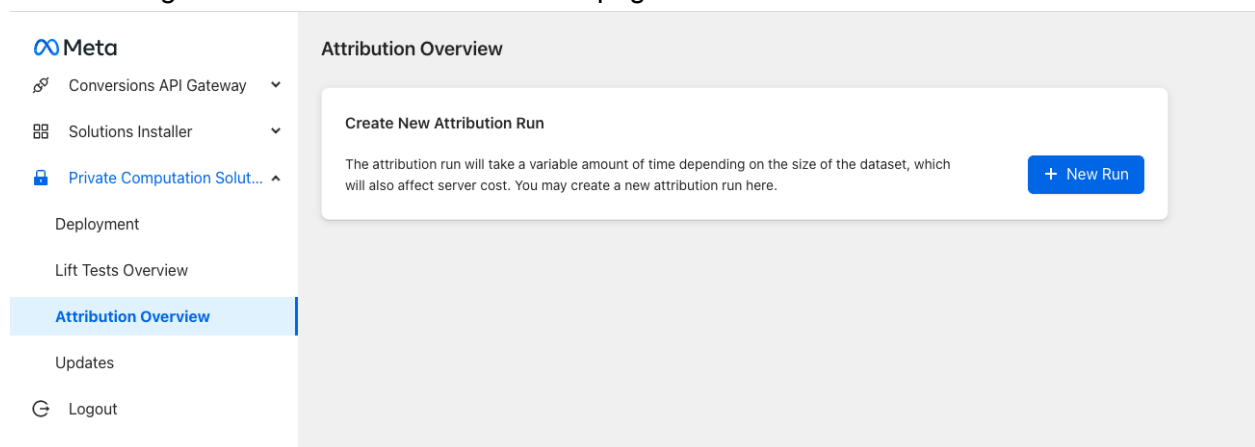 Meta
Conversions API Gateway
Solutions Installer
Private Computation Solut...
Deployment
Lift Tests Overview
Attribution Overview
Updates
Logout
Attribution Overview
Create New Attribution Run
The attribution run will take a variable amount of time depending on the size of the dataset, which
will also affect server cost. You may create a new attribution run here.
+ New Run